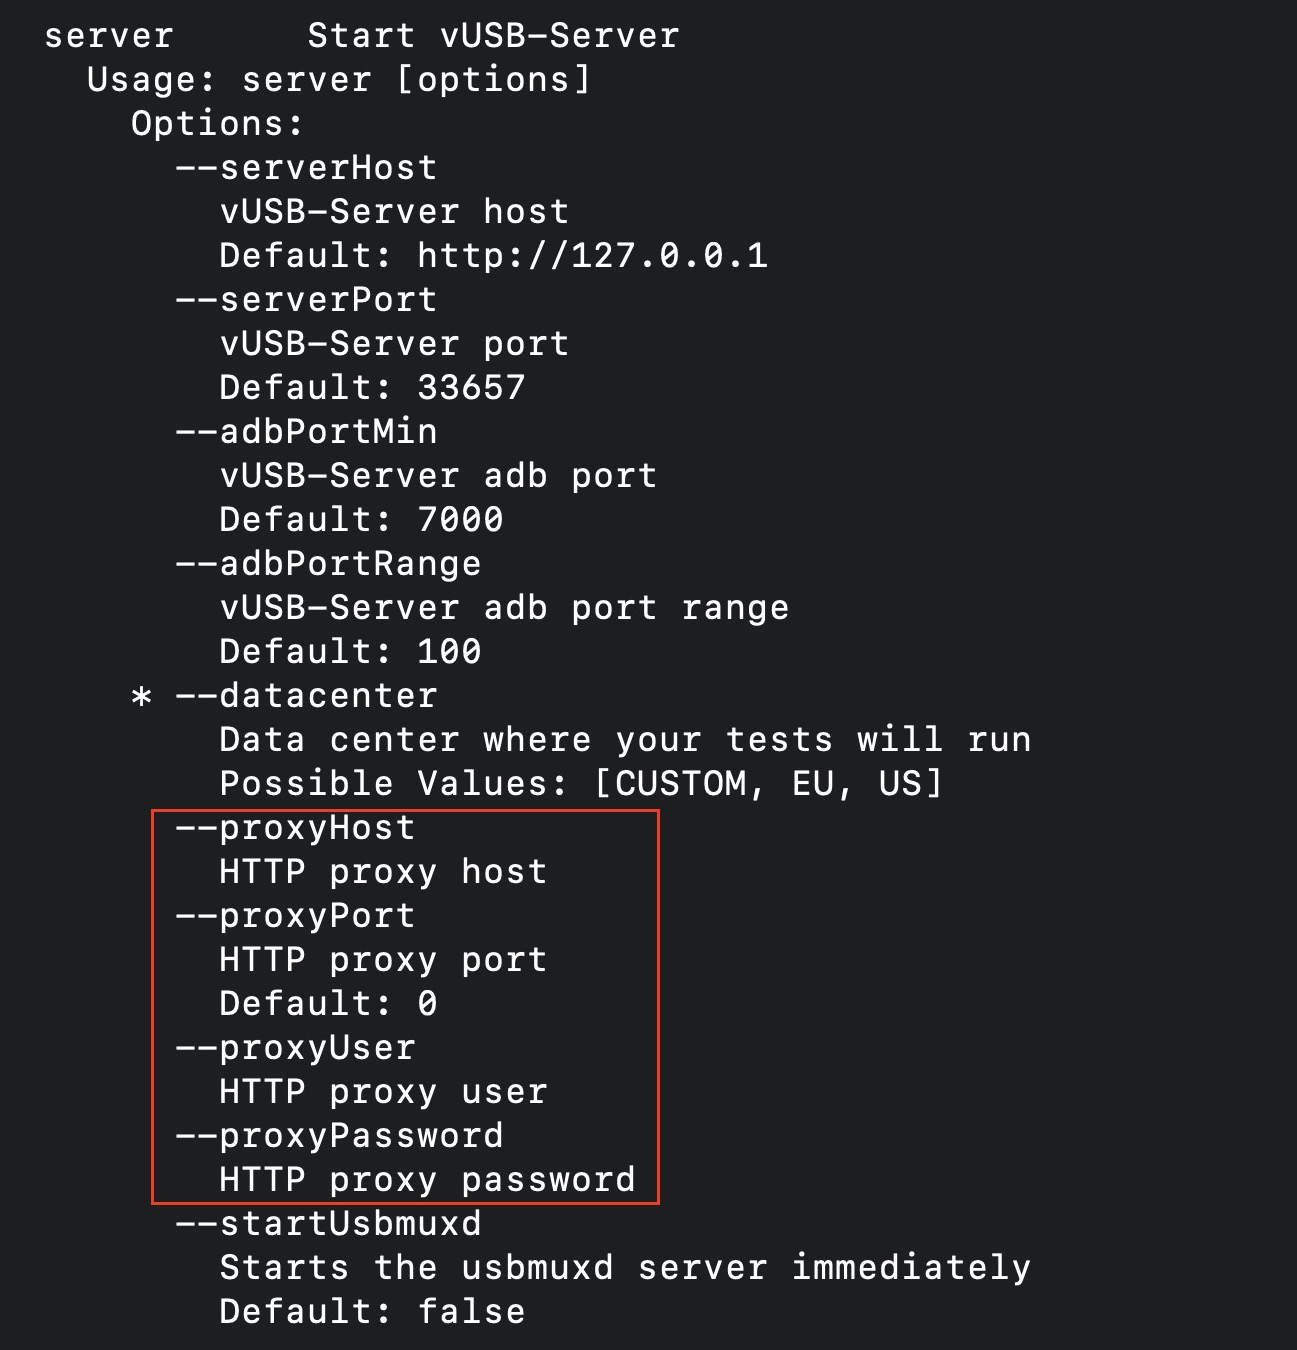 server      Start vUSB-Server
Usage: server [options]
Options:
--serverHost
vUSB-Server host
Default: http://127.0.0.1
--serverPort
vUSB-Server port
Default: 33657
--adbPortMin
vUSB-Server adb port
Default: 7000
--adbPortRange
vUSB-Server adb port range
Default: 100
* --datacenter
Data center where your tests will run
Possible Values: [CUSTOM, EU, US]
--proxyHost
HTTP proxy host
--proxyPort
HTTP proxy port
Default: 0
--proxyUser
HTTP proxy user
--proxyPassword
HTTP proxy password
--startUsbmuxd
Starts the usbmuxd server immediately
Default: false